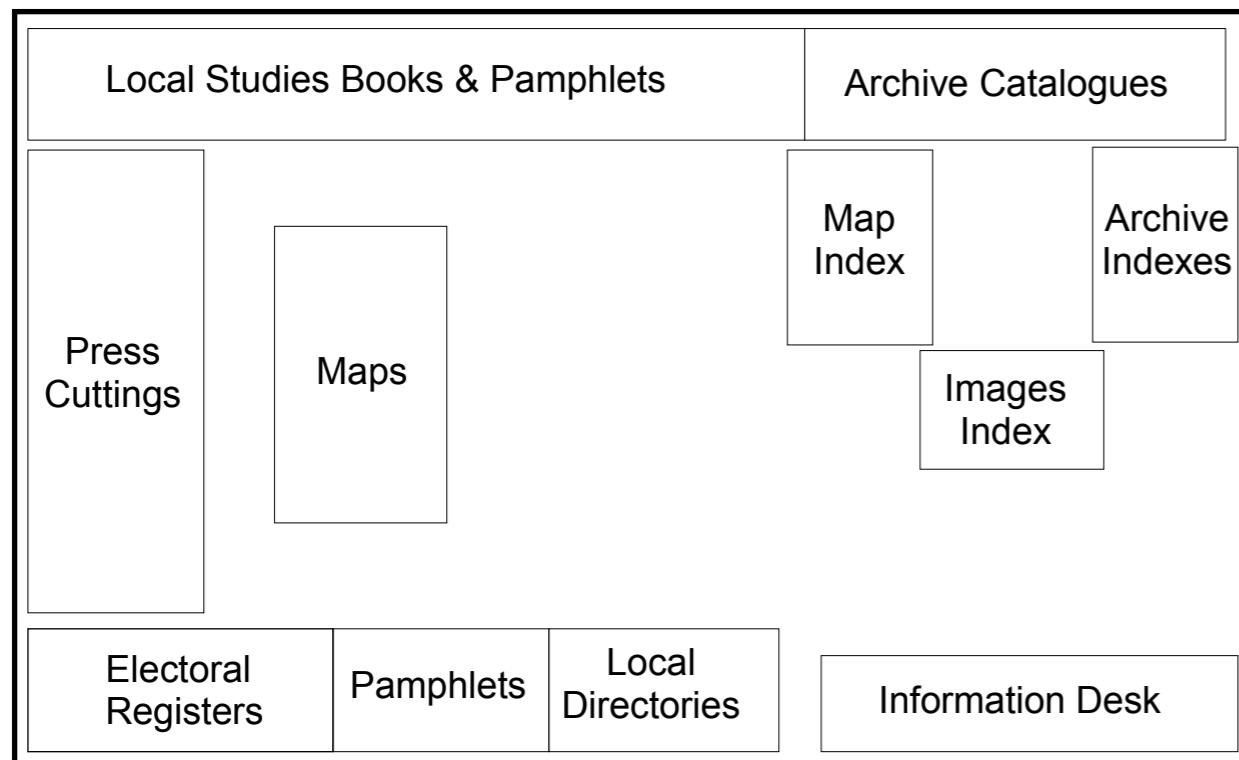 Local Studies Books & Pamphlets
Archive Catalogues
Map
Index
Archive
Indexes
Press
Cuttings
Maps
Images
Index
Electoral
Registers
Pamphlets
Local
Directories
Information Desk